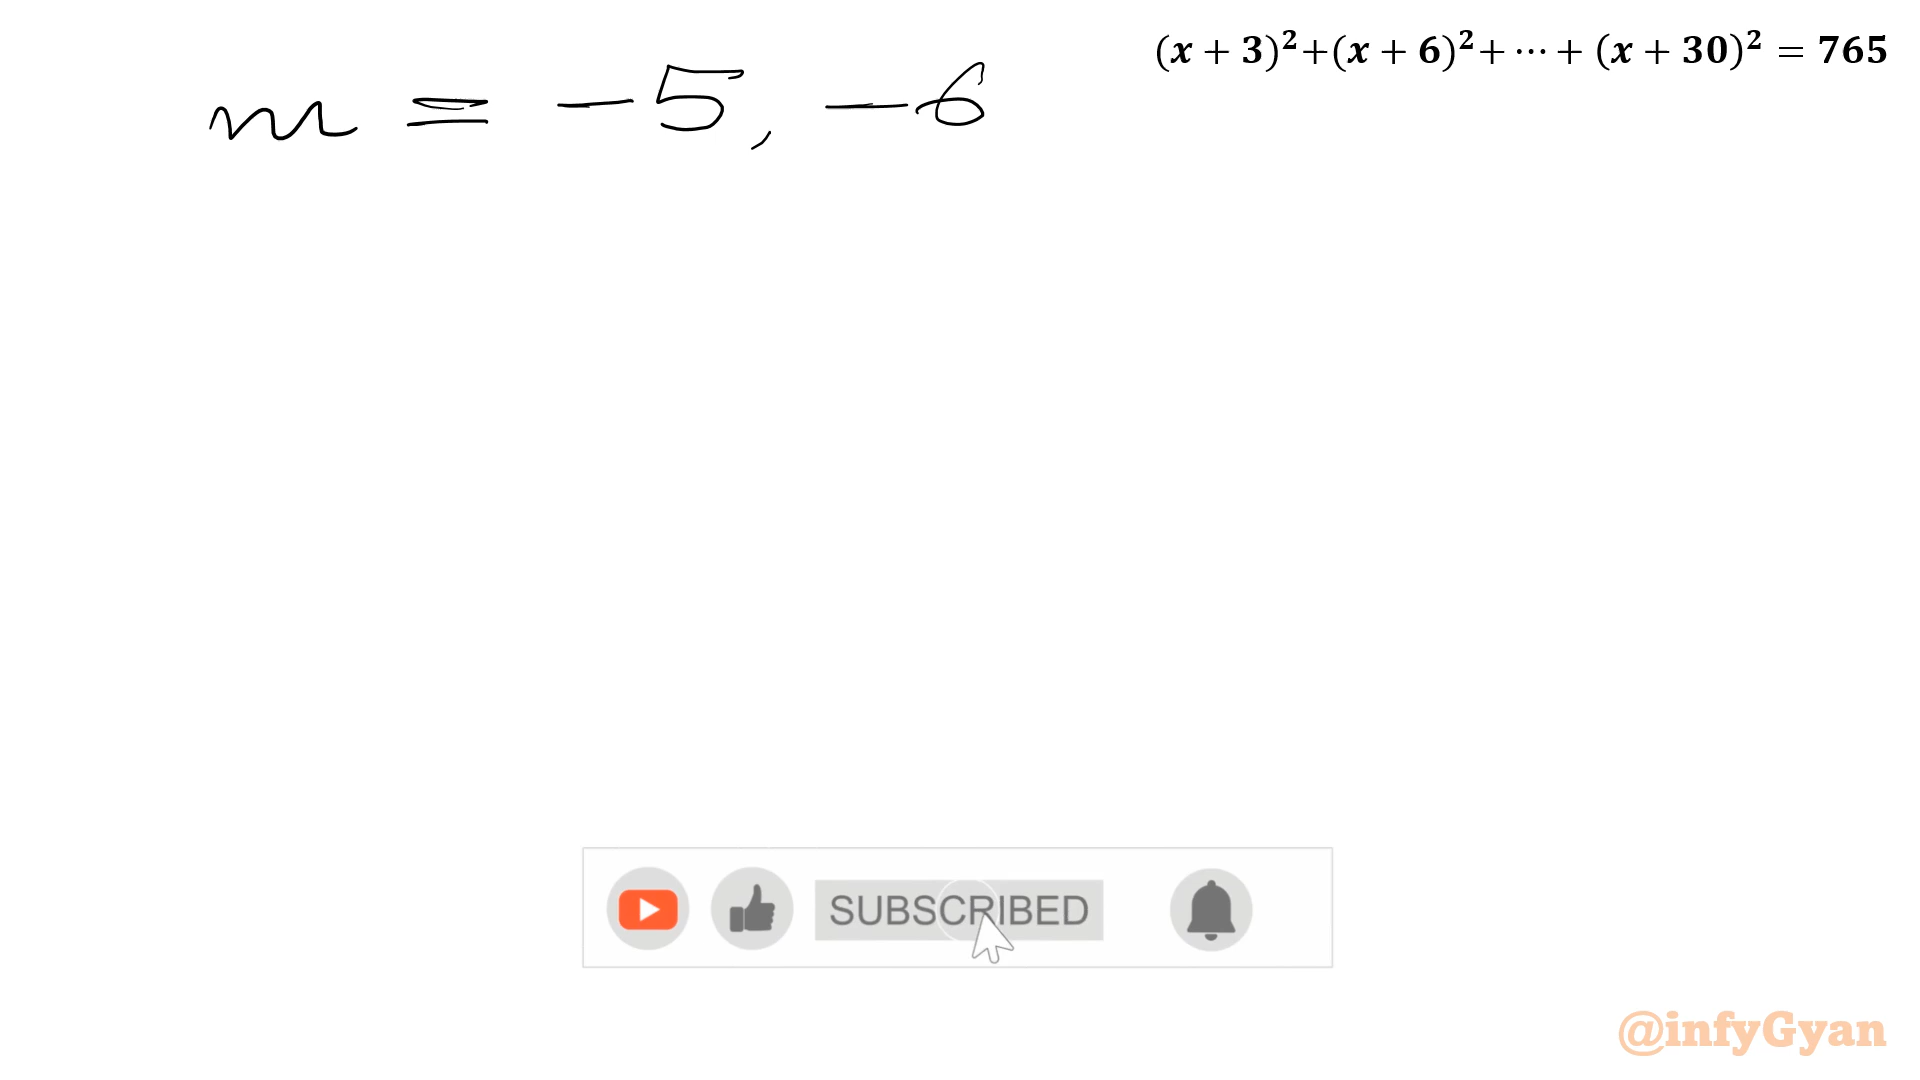 (x + 3)²+(x + 6)²+ ⋯ + (x + 30)² = 765
m = -5, -6
SUBSCRIBED
@infyGyan